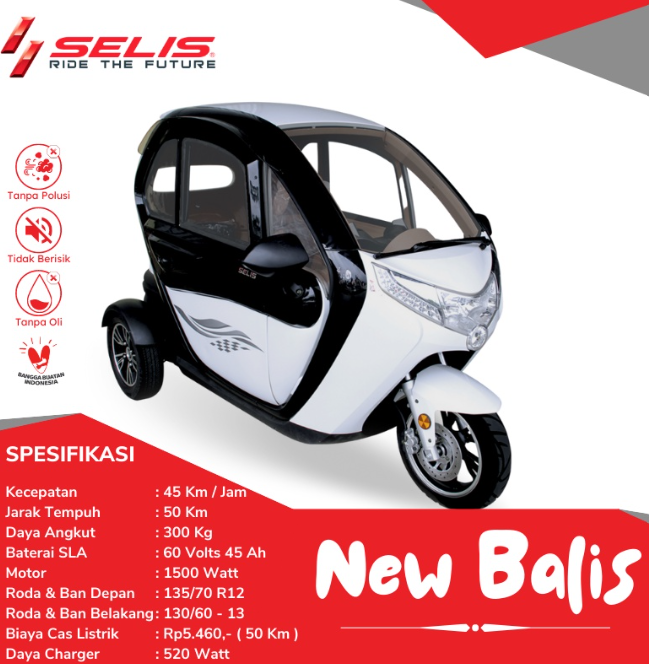 SELIS
RIDE THE FUTURE
Tanpa Polusi
Tidak Berisik
Tanpa Oli
BANGGA BUATAN
INDONESIA
SELIS
SPESIFIKASI
Kecepatan : 45 Km / Jam
Jarak Tempuh : 50 Km
Daya Angkut : 300 Kg
Baterai SLA : 60 Volts 45 Ah
Motor : 1500 Watt
Roda & Ban Depan : 135/70 R12
Roda & Ban Belakang: 130/60 - 13
Biaya Cas Listrik : Rp5.460,- ( 50 Km )
Daya Charger : 520 Watt
New Balis